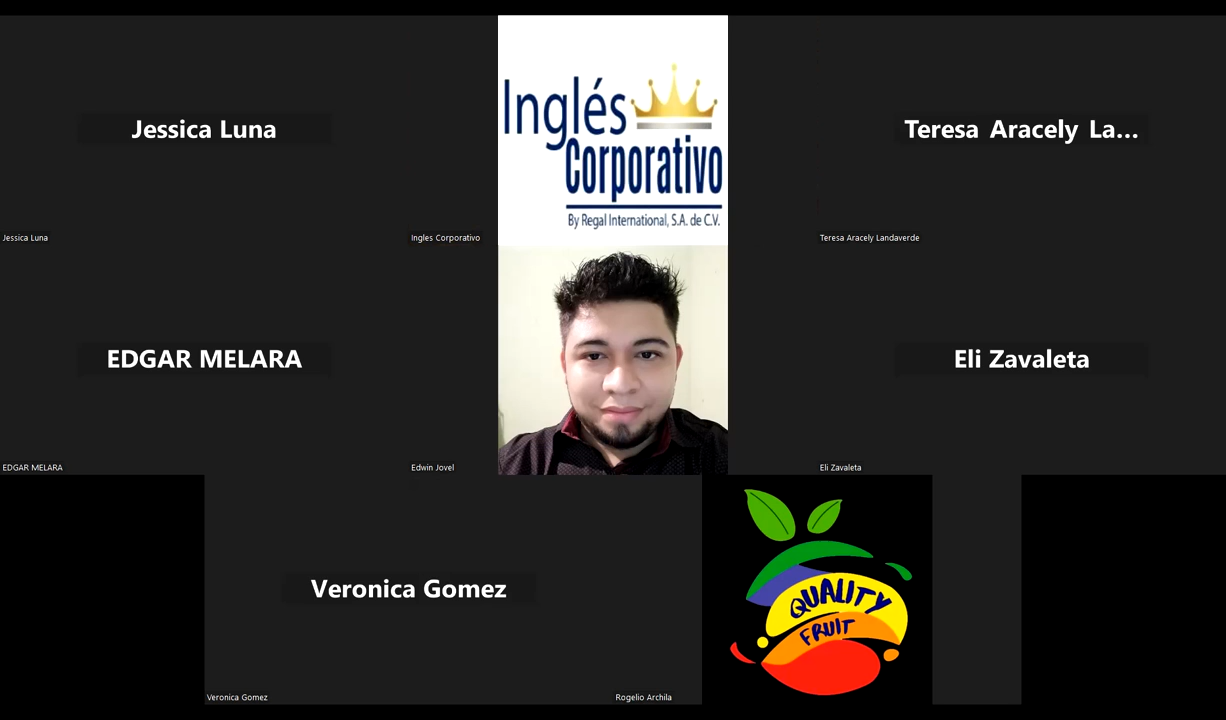 Jessica Luna
Inglés
Corporativo
By Regal International, S.A. de C.V.
Teresa Aracely La...
Jessica Luna
Ingles Corporativo
Teresa Aracely Landaverde
EDGAR MELARA
Eli Zavaleta
EDGAR MELARA
Edwin Jovel
Eli Zavaleta
Veronica Gomez
QUALITY
FRUIT
Veronica Gomez
Rogelio Archila